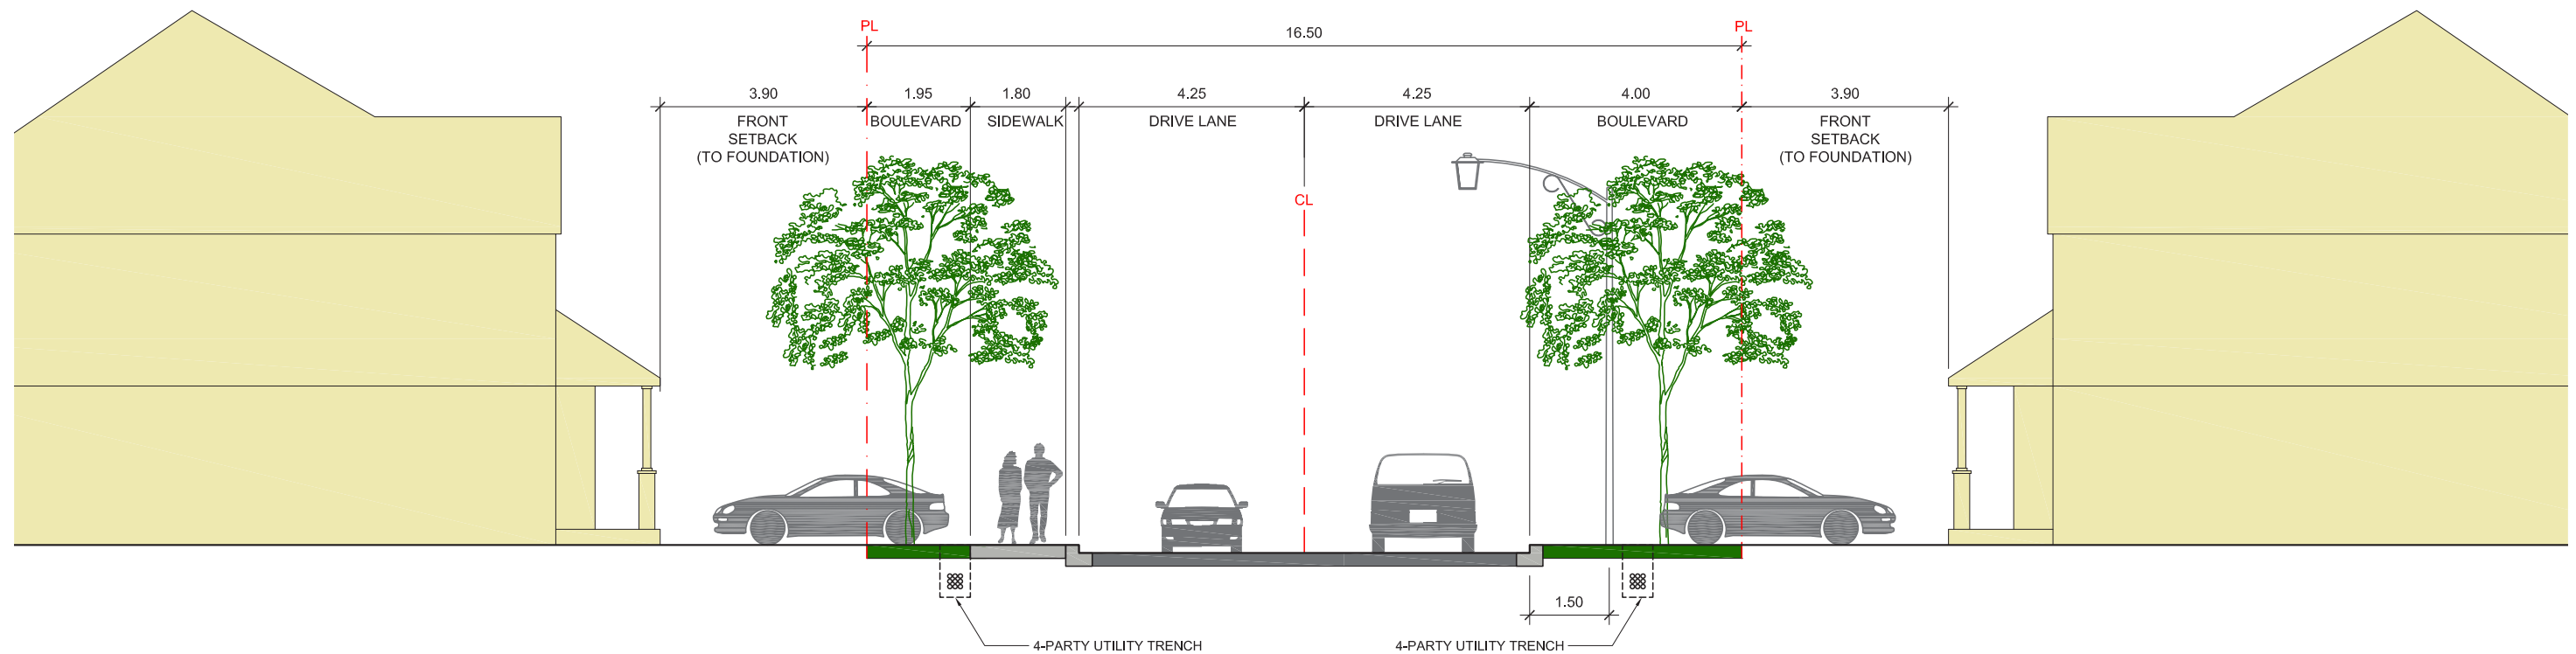 PL
PL
16.50
3.90
1.95
1.80
4.25
4.25
4.00
3.90
FRONT
SETBACK
(TO FOUNDATION)
BOULEVARD
SIDEWALK
DRIVE LANE
DRIVE LANE
BOULEVARD
FRONT
SETBACK
(TO FOUNDATION)
CL
1.50
4-PARTY UTILITY TRENCH
4-PARTY UTILITY TRENCH